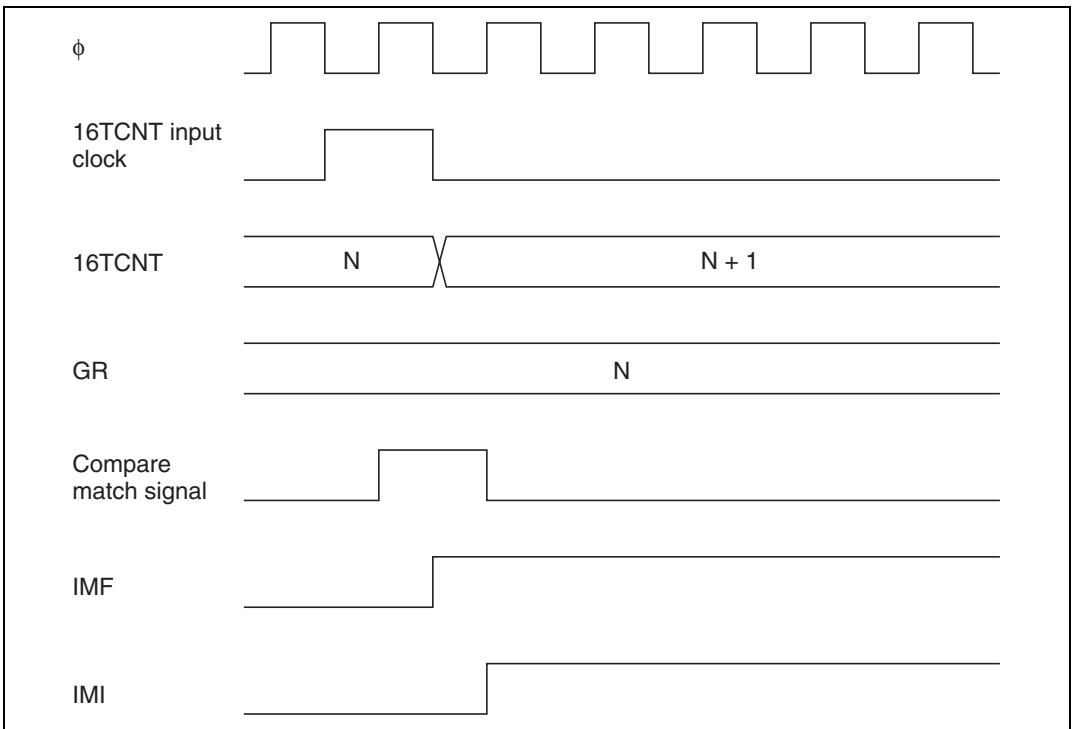 ϕ
16TCNT input
clock
16TCNT
N
N + 1
GR
N
Compare
match signal
IMF
IMI